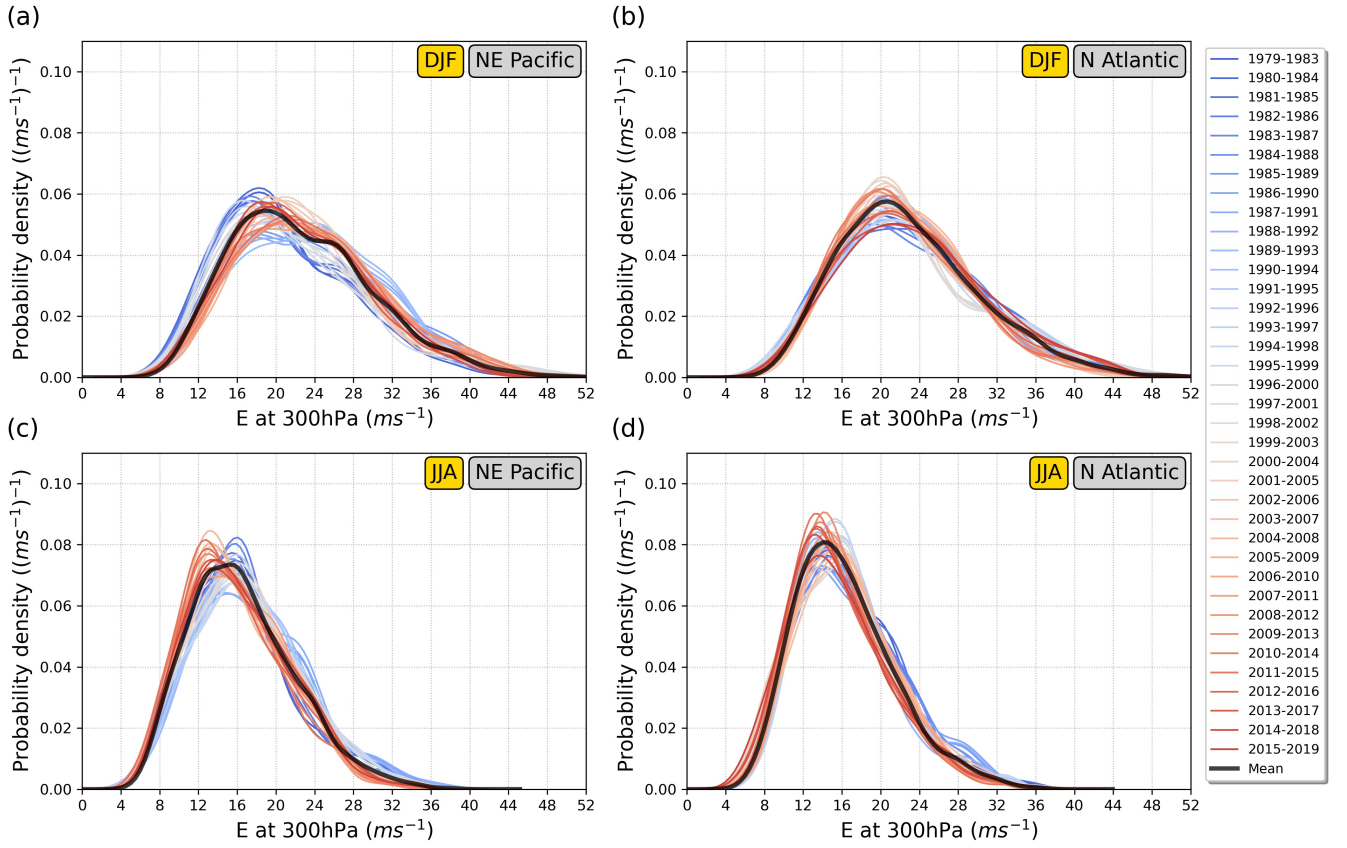 (a)
DJF NE Pacific
0.10
0.08
0.06
0.04
0.02
0.00
Probability density ((ms⁻¹)⁻¹
0 4 8 12 16 20 24 28 32 36 40 44 48 52
E at 300hPa (ms⁻¹)
(b)
DJF N Atlantic
0.10
0.08
0.06
0.04
0.02
0.00
Probability density ((ms⁻¹)⁻¹
0 4 8 12 16 20 24 28 32 36 40 44 48 52
E at 300hPa (ms⁻¹)
(c)
JJA NE Pacific
0.10
0.08
0.06
0.04
0.02
0.00
Probability density ((ms⁻¹)⁻¹
0 4 8 12 16 20 24 28 32 36 40 44 48 52
E at 300hPa (ms⁻¹)
(d)
JJA N Atlantic
0.10
0.08
0.06
0.04
0.02
0.00
Probability density ((ms⁻¹)⁻¹
0 4 8 12 16 20 24 28 32 36 40 44 48 52
E at 300hPa (ms⁻¹)
1979-1983
1980-1984
1981-1985
1982-1986
1983-1987
1984-1988
1985-1989
1986-1990
1987-1991
1988-1992
1989-1993
1990-1994
1991-1995
1992-1996
1993-1997
1994-1998
1995-1999
1996-2000
1997-2001
1998-2002
1999-2003
2000-2004
2001-2005
2002-2006
2003-2007
2004-2008
2005-2009
2006-2010
2007-2011
2008-2012
2009-2013
2010-2014
2011-2015
2012-2016
2013-2017
2014-2018
2015-2019
Mean